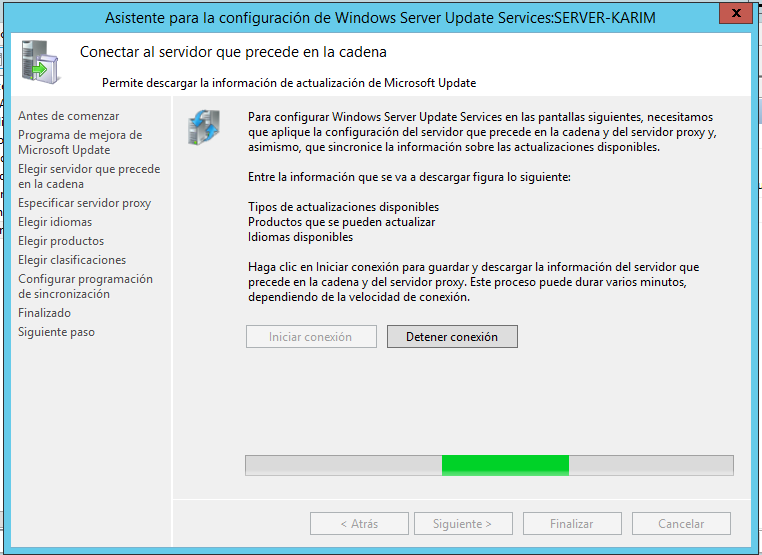 Asistente para la configuración de Windows Server Update Services:SERVER-KARIM
x
Conectar al servidor que precede en la cadena
Permite descargar la información de actualización de Microsoft Update
Antes de comenzar
Programa de mejora de
Microsoft Update
Elegir servidor que precede
en la cadena
Especificar servidor proxy
Elegir idiomas
Elegir productos
Elegir clasificaciones
Configurar programación
de sincronización
Finalizado
Siguiente paso
Para configurar Windows Server Update Services en las pantallas siguientes, necesitamos
que aplique la configuración del servidor que precede en la cadena y del servidor proxy y,
asimismo, que sincronice la información sobre las actualizaciones disponibles.
Entre la información que se va a descargar figura lo siguiente:
Tipos de actualizaciones disponibles
Productos que se pueden actualizar
Idiomas disponibles
Haga clic en Iniciar conexión para guardar y descargar la información del servidor que
precede en la cadena y del servidor proxy. Este proceso puede durar varios minutos,
dependiendo de la velocidad de conexión.
Iniciar conexión
Detener conexión
< Atrás
Siguiente >
Finalizar
Cancelar